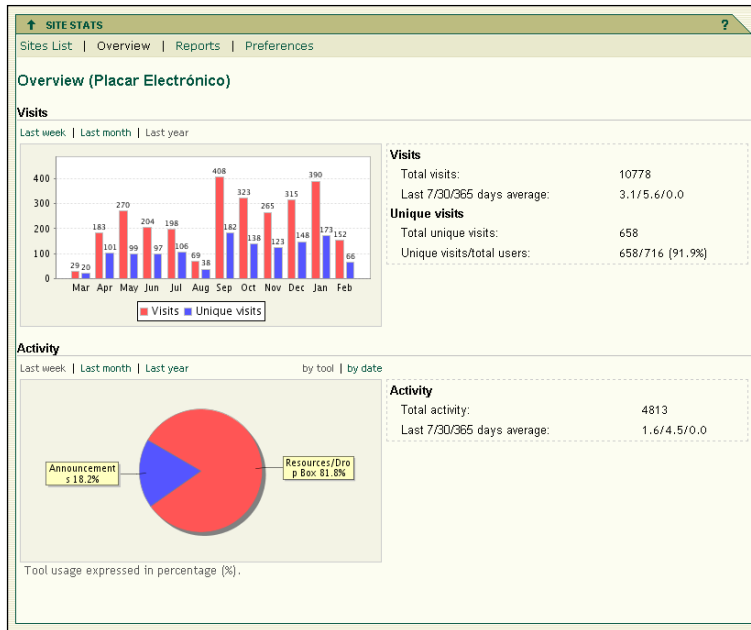 SITE STATS ?
Sites List | Overview | Reports | Preferences
Overview (Placar Electrónico)
Visits
Last week | Last month | Last year
400
300
200
100
0
29 20
183 101
270 99
204 97
198 106
69 38
408 182
323 138
265 123
315 148
390 173
152 66
Mar Apr May Jun Jul Aug Sep Oct Nov Dec Jan Feb
Visits Unique visits
Visits
Total visits: 10778
Last 7/30/365 days average: 3.1/5.6/0.0
Unique visits
Total unique visits: 658
Unique visits/total users: 658/716 (91.9%)
Activity
Last week | Last month | Last year by tool | by date
Announcement
s 18.2%
Resources/Dro
p Box 81.8%
Tool usage expressed in percentage (%).
Activity
Total activity: 4813
Last 7/30/365 days average: 1.6/4.5/0.0